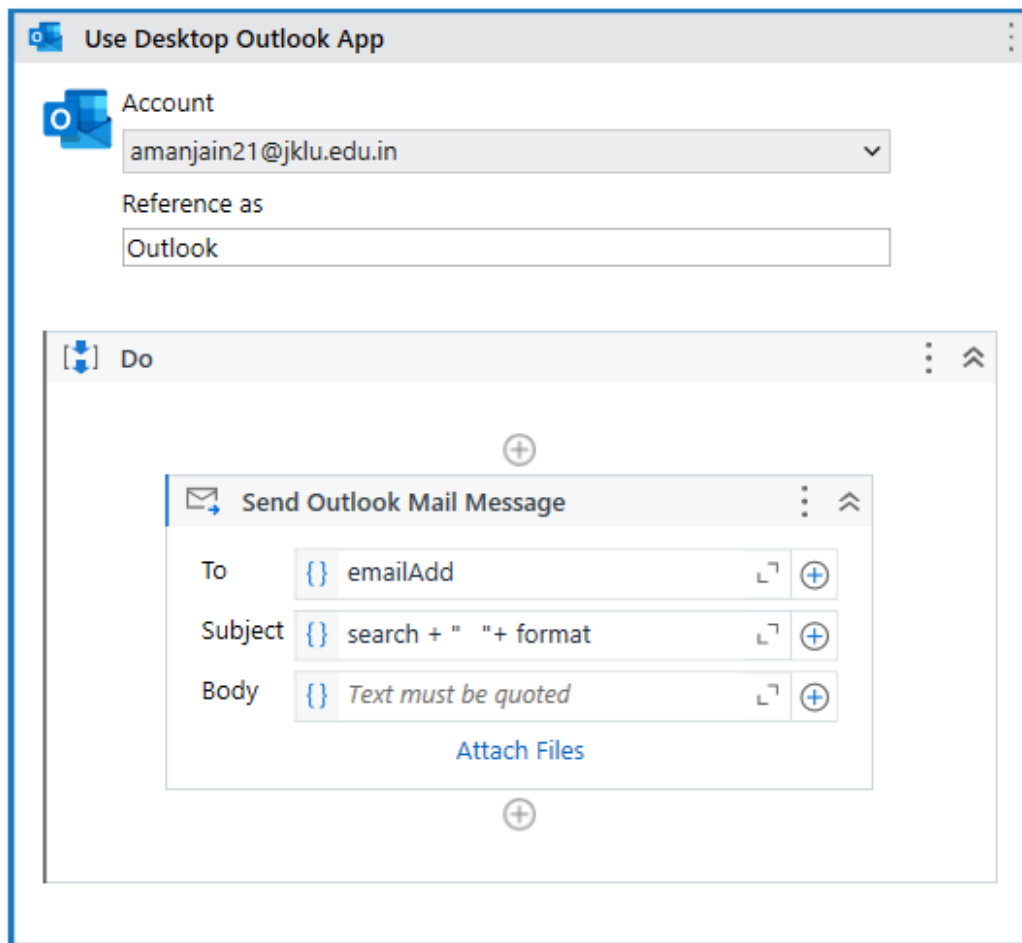 Use Desktop Outlook App
Account
amanjain21@jklu.edu.in
Reference as
Outlook
Do
Send Outlook Mail Message
To {} emailAdd
Subject {} search + "   "+ format
Body {} Text must be quoted
Attach Files